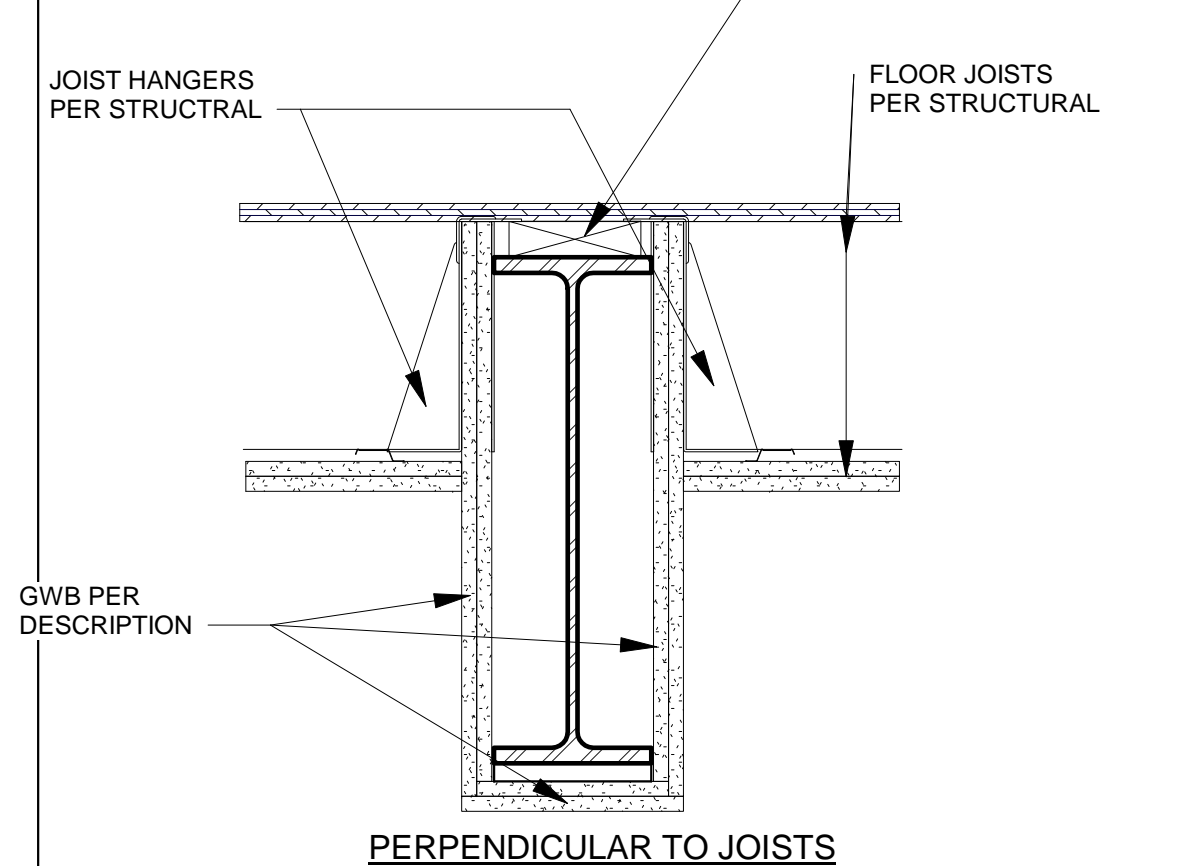 JOIST HANGERS
PER STRUCTRAL
FLOOR JOISTS
PER STRUCTURAL
GWB PER
DESCRIPTION
PERPENDICULAR TO JOISTS